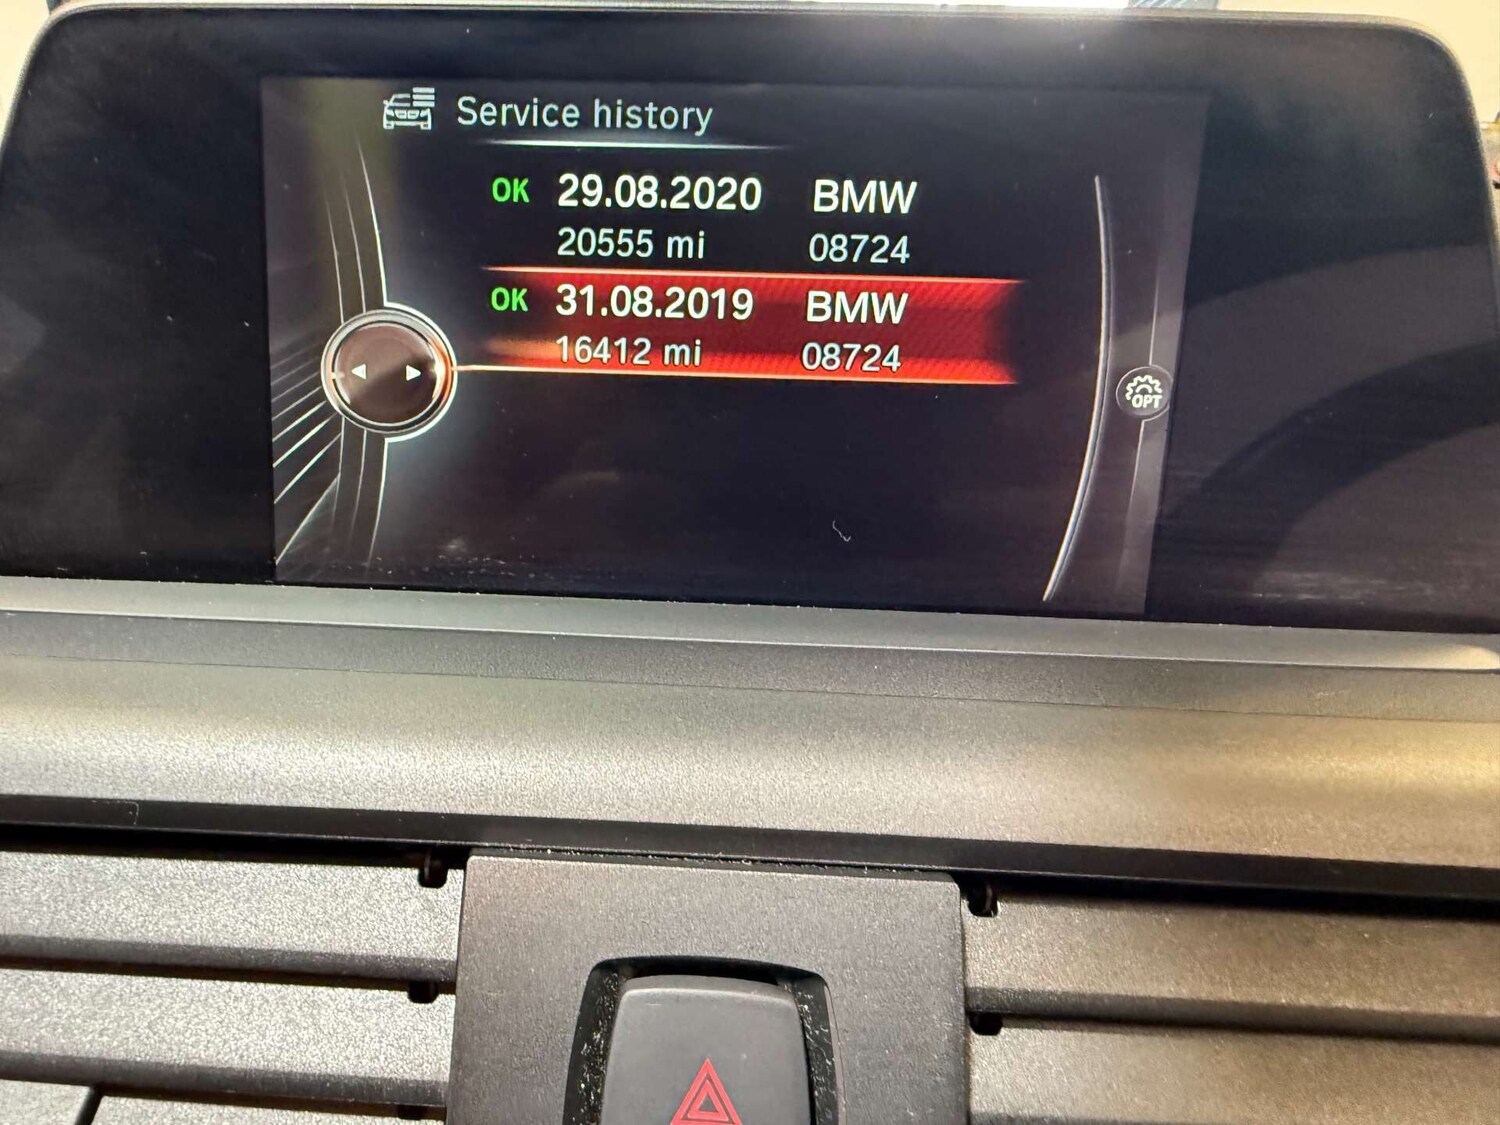 Service history
OK 29.08.2020 BMW
20555 mi 08724
OK 31.08.2019 BMW
16412 mi 08724
OPT